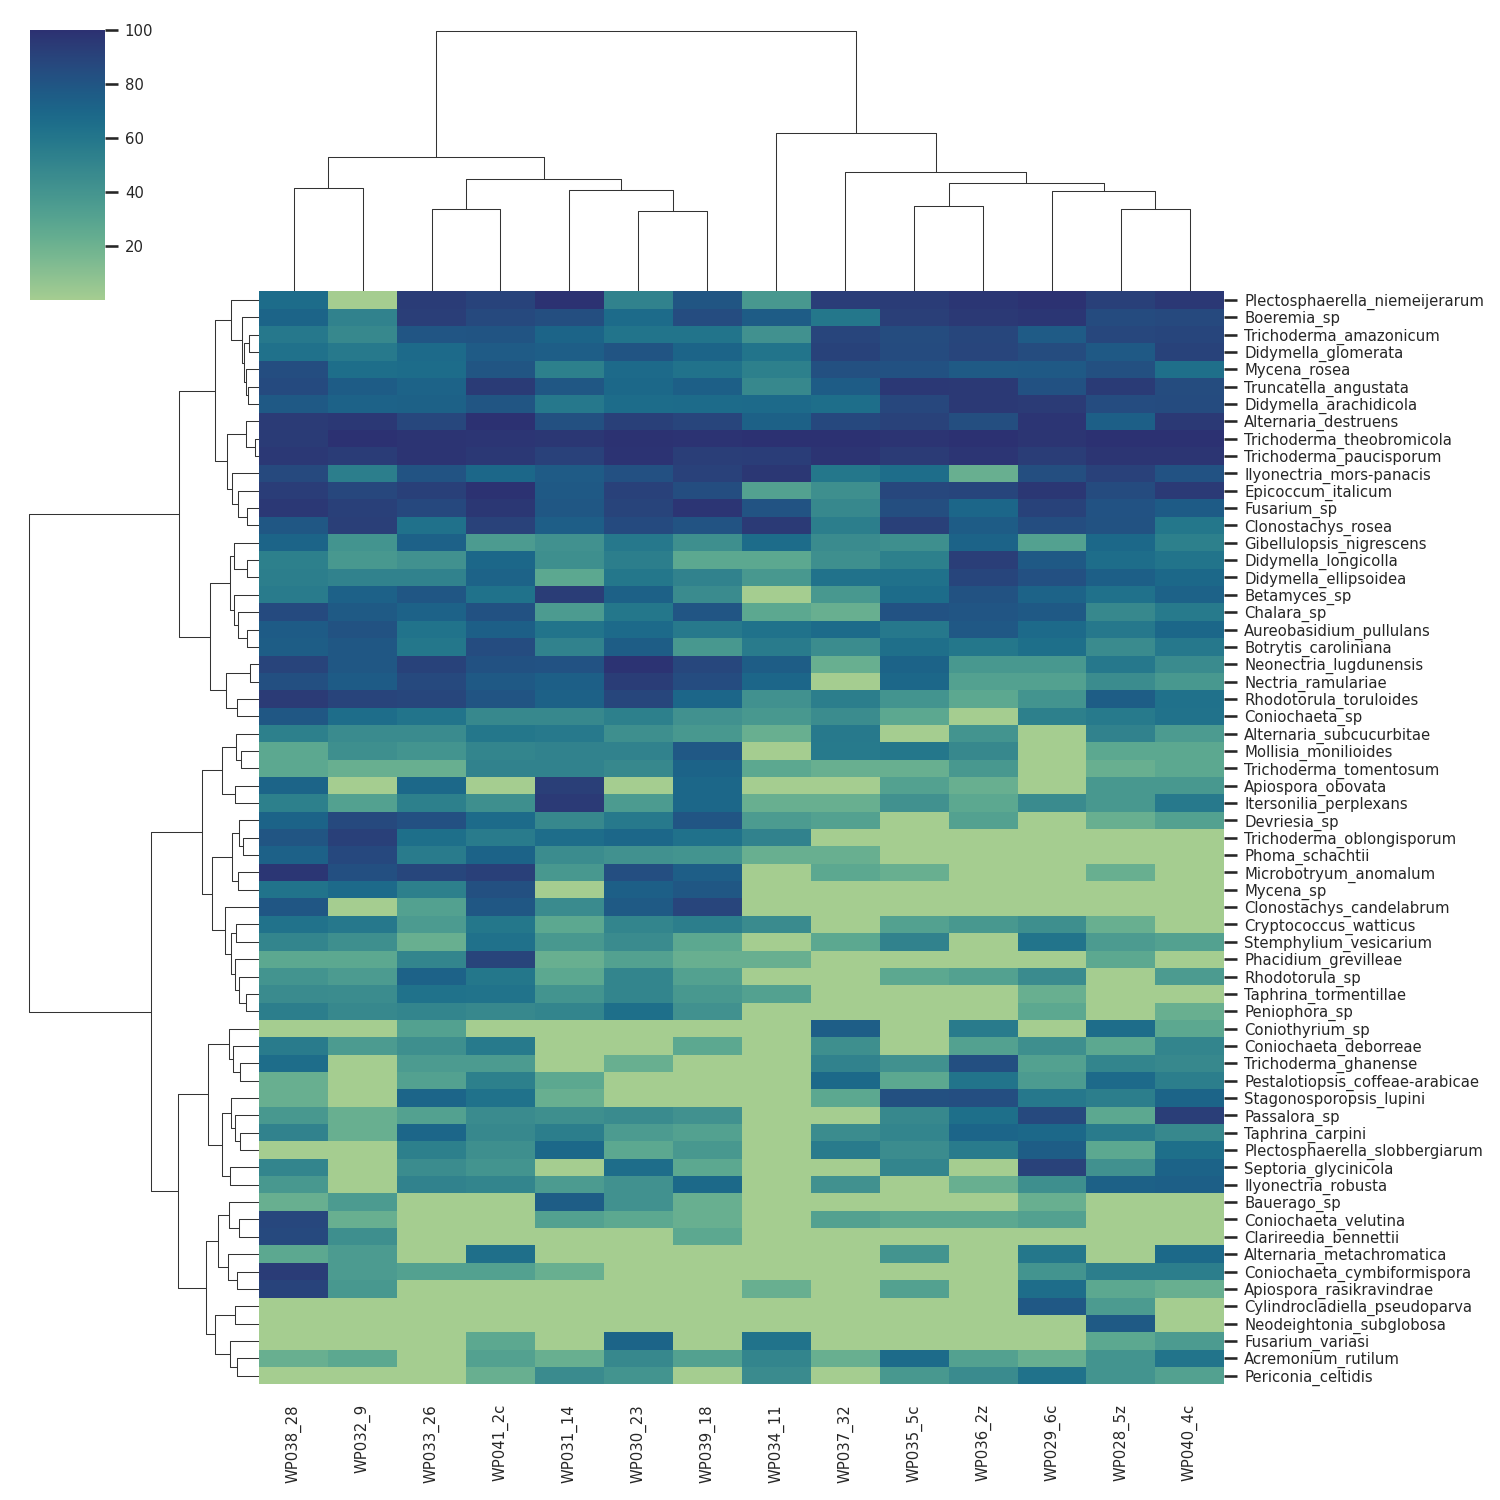 100
80
60
40
20
Plectosphaerella_niemeijerarum
Boeremia_sp
Trichoderma_amazonicum
Didymella_glomerata
Mycena_rosea
Truncatella_angustata
Didymella_arachidicola
Alternaria_destruens
Trichoderma_theobromicola
Trichoderma_paucisporum
Ilyonectria_mors-panacis
Epicoccum_italicum
Fusarium_sp
Clonostachys_rosea
Gibellulopsis_nigrescens
Didymella_longicolla
Didymella_ellipsoidea
Betamyces_sp
Chalara_sp
Aureobasidium_pullulans
Botrytis_caroliniana
Neonectria_lugdunensis
Nectria_ramulariae
Rhodotorula_toruloides
Coniochaeta_sp
Alternaria_subcucurbitae
Mollisia_monilioides
Trichoderma_tomentosum
Apiospora_obovata
Itersonilia_perplexans
Devriesia_sp
Trichoderma_oblongisporum
Phoma_schachtii
Microbotryum_anomalum
Mycena_sp
Clonostachys_candelabrum
Cryptococcus_watticus
Stemphylium_vesicarium
Phacidium_grevilleae
Rhodotorula_sp
Taphrina_tormentillae
Peniophora_sp
Coniothyrium_sp
Coniochaeta_deborreae
Trichoderma_ghanense
Pestalotiopsis_coffeae-arabicae
Stagonosporopsis_lupini
Passalora_sp
Taphrina_carpini
Plectosphaerella_slobbergiarum
Septoria_glycinicola
Ilyonectria_robusta
Bauerago_sp
Coniochaeta_velutina
Clarireedia_bennettii
Alternaria_metachromatica
Coniochaeta_cymbiformispora
Apiospora_rasikravindrae
Cylindrocladiella_pseudoparva
Neodeightonia_subglobosa
Fusarium_variasi
Acremonium_rutilum
Periconia_celtidis
WP038_28
WP032_9
WP033_26
WP041_2c
WP031_14
WP030_23
WP039_18
WP034_11
WP037_32
WP035_5c
WP036_2z
WP029_6c
WP028_5z
WP040_4c